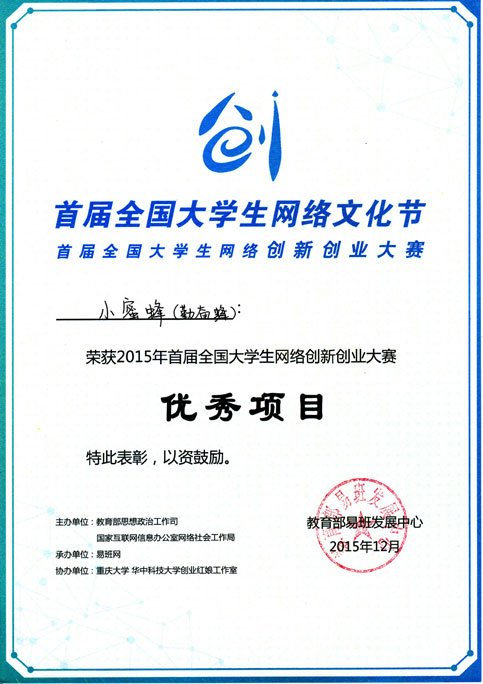 创
首届全国大学生网络文化节
首届全国大学生网络创新创业大赛
小蜜蜂(勤奋蜂):
荣获2015年首届全国大学生网络创新创业大赛
优秀项目
特此表彰，以资鼓励。
主办单位：教育部思想政治工作司
国家互联网信息办公室网络社会工作局
承办单位：易班网
协办单位：重庆大学 华中科技大学创业红娘工作室
教育部易班发展中心
教育部易班发展中心
2015年12月